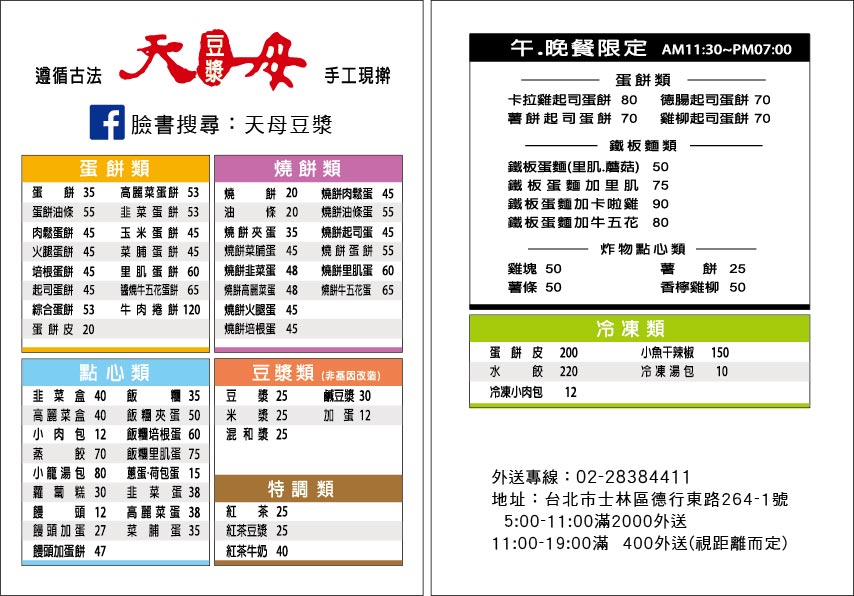 遵循古法 天母 豆漿 手工現擀
臉書搜尋：天母豆漿
蛋餅類
蛋餅 35 高麗菜蛋餅 53
蛋餅油條 55 韭菜蛋餅 53
肉鬆蛋餅 45 玉米蛋餅 45
火腿蛋餅 45 菜脯蛋餅 45
培根蛋餅 45 里肌蛋餅 60
起司蛋餅 45 醬燒牛五花蛋餅 65
綜合蛋餅 53 牛肉捲餅 120
蛋餅皮 20
燒餅類
燒餅 20 燒餅肉鬆蛋 45
油條 20 燒餅油條蛋 55
燒餅夾蛋 35 燒餅起司蛋 45
燒餅菜脯蛋 45 燒餅蛋餅 55
燒餅韭菜蛋 48 燒餅里肌蛋 60
燒餅高麗菜蛋 48 燒餅牛五花蛋 65
燒餅火腿蛋 45
燒餅培根蛋 45
點心類
韭菜盒 40 飯糰 35
高麗菜盒 40 飯糰夾蛋 50
小肉包 12 飯糰培根蛋 60
蒸餃 70 飯糰里肌蛋 75
小龍湯包 80 蔥蛋‧荷包蛋 15
蘿蔔糕 30 韭菜蛋 38
饅頭 12 高麗菜蛋 38
饅頭加蛋 27 菜脯蛋 35
饅頭加蛋餅 47
豆漿類 (非基因改造)
豆漿 25 鹹豆漿 30
米漿 25 加蛋 12
混和漿 25
特調類
紅茶 25
紅茶豆漿 25
紅茶牛奶 40
午.晚餐限定 AM11:30~PM07:00
蛋餅類
卡拉雞起司蛋餅 80 德腸起司蛋餅 70
薯餅起司蛋餅 70 雞柳起司蛋餅 70
鐵板麵類
鐵板蛋麵(里肌.蘑菇) 50
鐵板蛋麵加里肌 75
鐵板蛋麵加卡啦雞 90
鐵板蛋麵加牛五花 80
炸物點心類
雞塊 50 薯餅 25
薯條 50 香檸雞柳 50
冷凍類
蛋餅皮 200 小魚干辣椒 150
水餃 220 冷凍湯包 10
冷凍小肉包 12
外送專線：02-28384411
地址：台北市士林區德行東路264-1號
5:00-11:00滿2000外送
11:00-19:00滿 400外送(視距離而定)